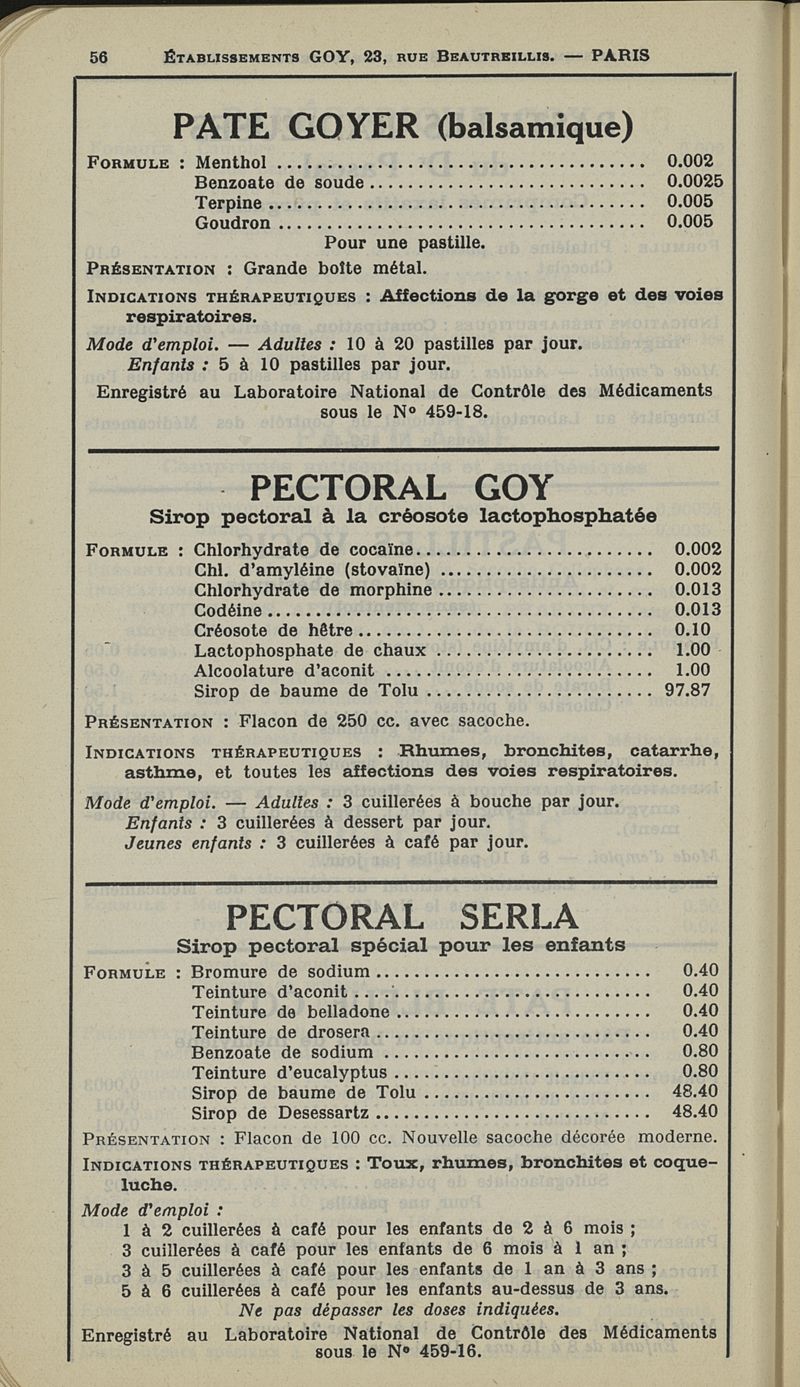 56 ÉTABLISSEMENTS GOY, 23, RUE BEAUTREILLIS. — PARIS
PATE GOYER (balsamique)
FORMULE : Menthol ........ 0.002
Benzoate de soude ........ 0.0025
Terpine ........ 0.005
Goudron ........ 0.005
Pour une pastille.
PRÉSENTATION : Grande boîte métal.
INDICATIONS THÉRAPEUTIQUES : Affections de la gorge et des voies
respiratoires.
Mode d'emploi. — Adultes : 10 à 20 pastilles par jour.
Enfants : 5 à 10 pastilles par jour.
Enregistré au Laboratoire National de Contrôle des Médicaments
sous le Nº 459-18.
PECTORAL GOY
Sirop pectoral à la créosote lactophosphatée
FORMULE : Chlorhydrate de cocaïne ........ 0.002
Chl. d'amyléine (stovaïne) ........ 0.002
Chlorhydrate de morphine ........ 0.013
Codéine ........ 0.013
Créosote de hêtre ........ 0.10
Lactophosphate de chaux ........ 1.00
Alcoolature d'aconit ........ 1.00
Sirop de baume de Tolu ........ 97.87
PRÉSENTATION : Flacon de 250 cc. avec sacoche.
INDICATIONS THÉRAPEUTIQUES : Rhumes, bronchites, catarrhe,
asthme, et toutes les affections des voies respiratoires.
Mode d'emploi. — Adultes : 3 cuillerées à bouche par jour.
Enfants : 3 cuillerées à dessert par jour.
Jeunes enfants : 3 cuillerées à café par jour.
PECTORAL SERLA
Sirop pectoral spécial pour les enfants
FORMULE : Bromure de sodium ........ 0.40
Teinture d'aconit ........ 0.40
Teinture de belladone ........ 0.40
Teinture de drosera ........ 0.40
Benzoate de sodium ........ 0.80
Teinture d'eucalyptus ........ 0.80
Sirop de baume de Tolu ........ 48.40
Sirop de Desessartz ........ 48.40
PRÉSENTATION : Flacon de 100 cc. Nouvelle sacoche décorée moderne.
INDICATIONS THÉRAPEUTIQUES : Toux, rhumes, bronchites et coque-
luche.
Mode d'emploi :
1 à 2 cuillerées à café pour les enfants de 2 à 6 mois ;
3 cuillerées à café pour les enfants de 6 mois à 1 an ;
3 à 5 cuillerées à café pour les enfants de 1 an à 3 ans ;
5 à 6 cuillerées à café pour les enfants au-dessus de 3 ans.
Ne pas dépasser les doses indiquées.
Enregistré au Laboratoire National de Contrôle des Médicaments
sous le Nº 459-16.